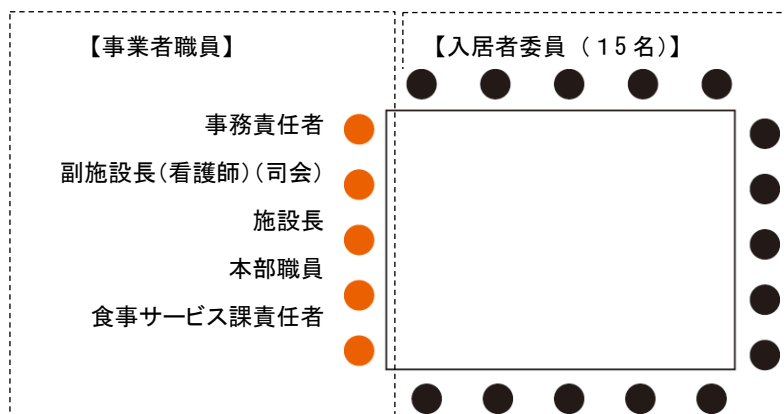 【事業者職員】
【入居者委員（１５名）】
事務責任者
副施設長（看護師）（司会）
施設長
本部職員
食事サービス課責任者